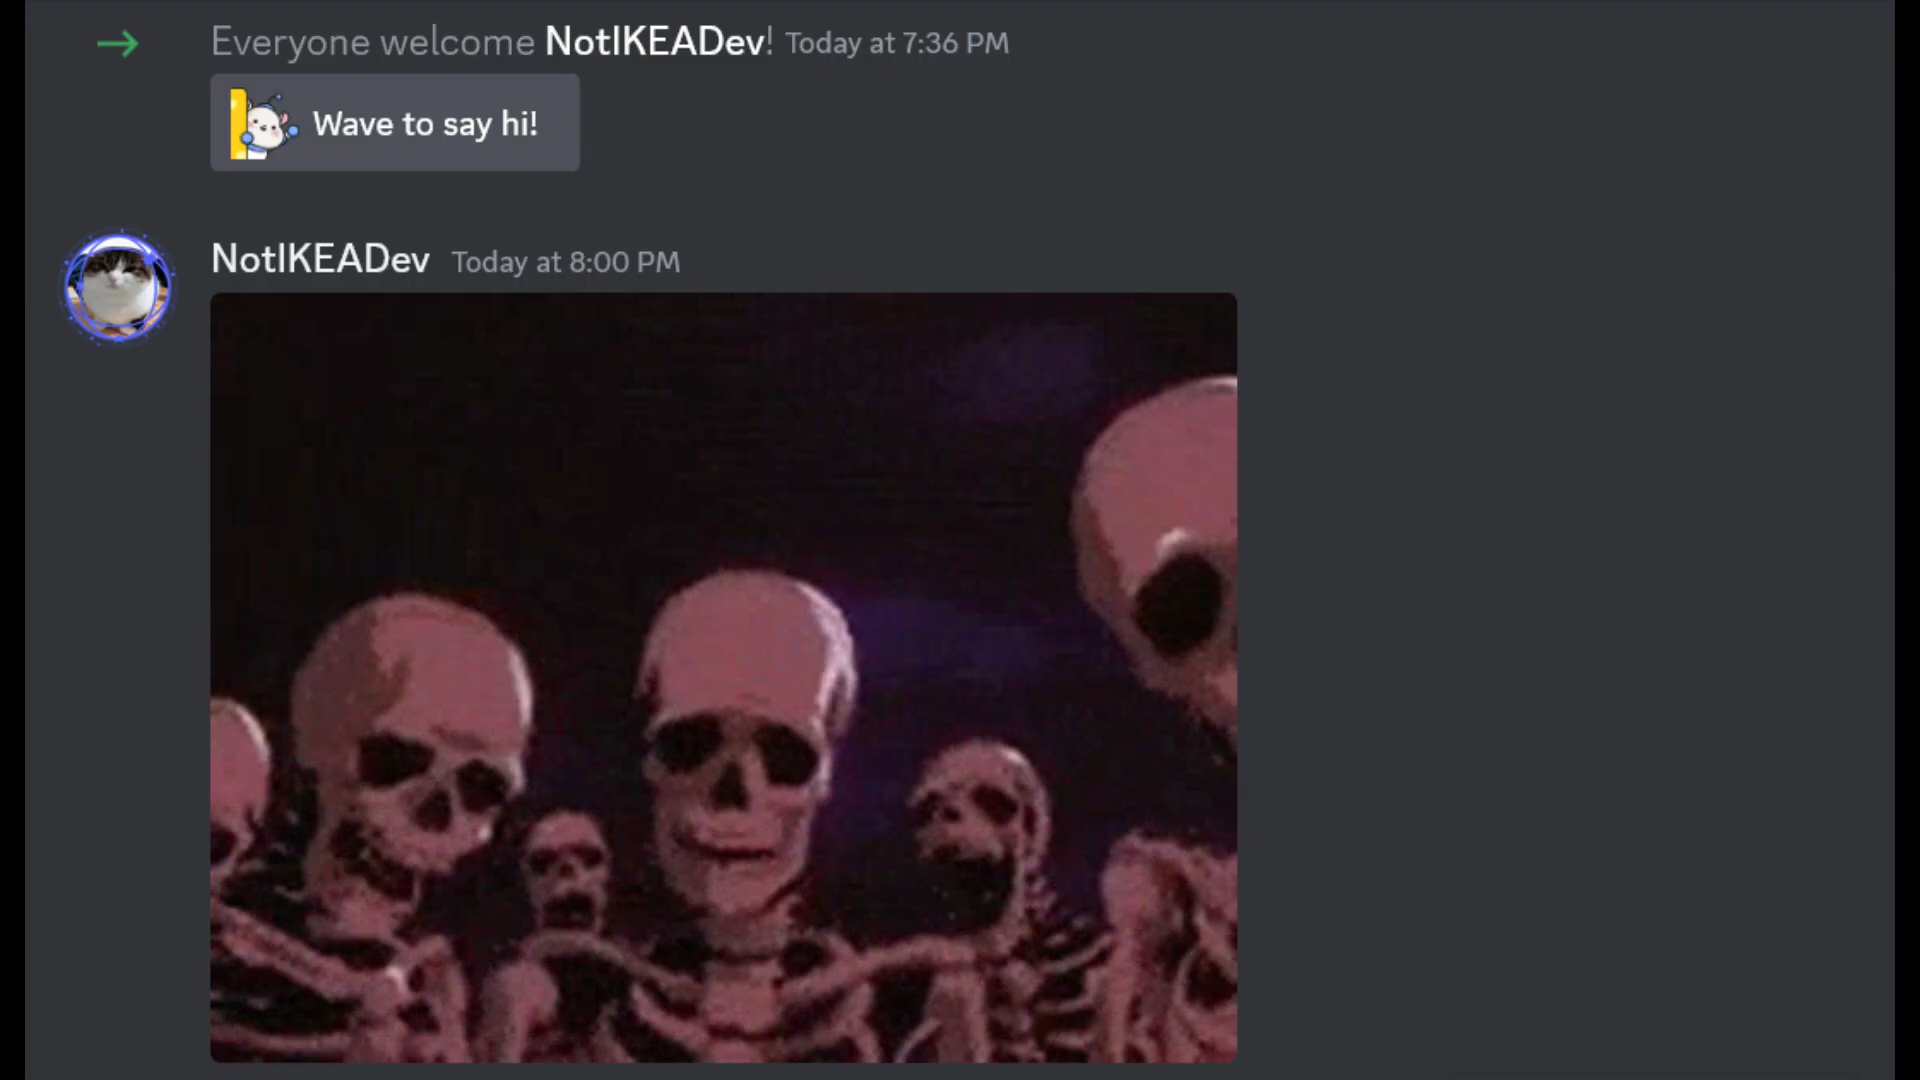 Everyone welcome NotIKEADev! Today at 7:36 PM
Wave to say hi!
NotIKEADev Today at 8:00 PM